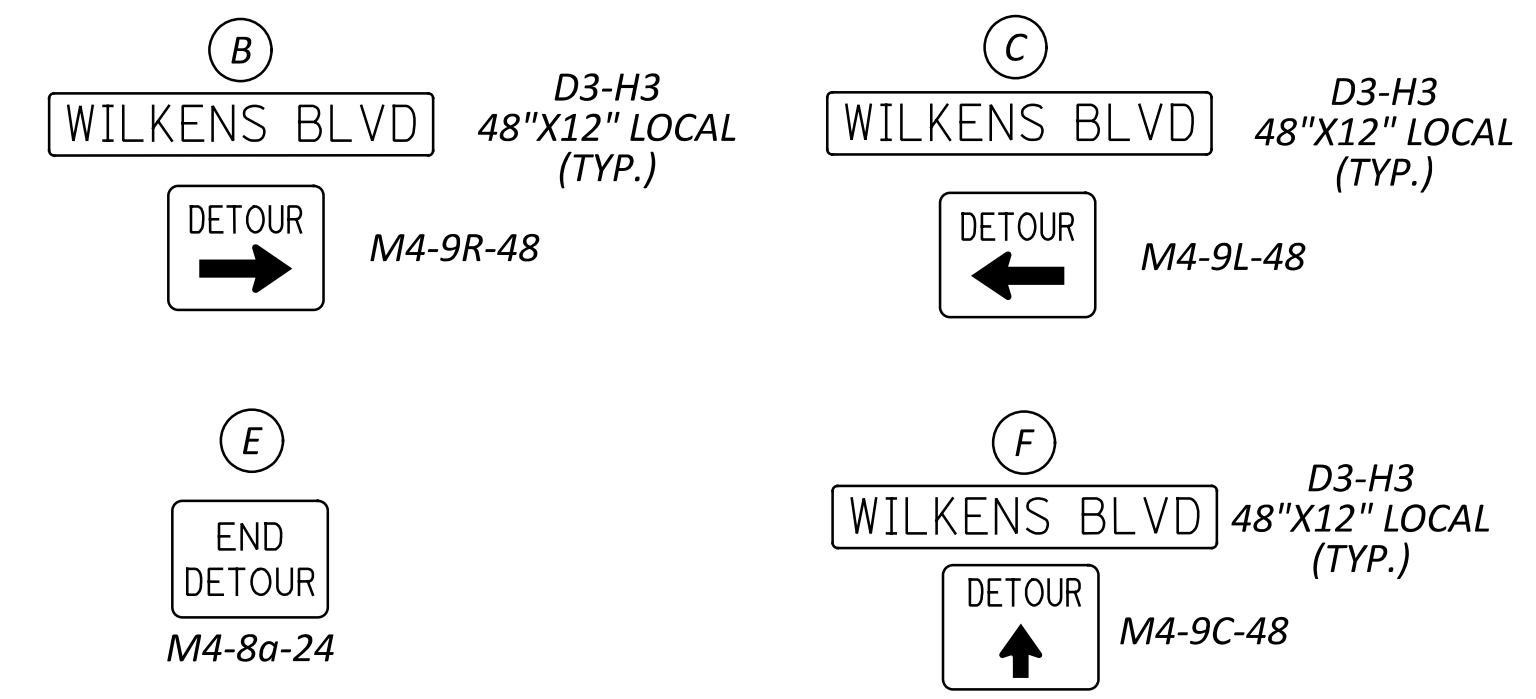 B
WILKENS BLVD
D3-H3
48"X12" LOCAL
(TYP.)
DETOUR
M4-9R-48
C
WILKENS BLVD
D3-H3
48"X12" LOCAL
(TYP.)
DETOUR
M4-9L-48
E
END
DETOUR
M4-8a-24
F
WILKENS BLVD
D3-H3
48"X12" LOCAL
(TYP.)
DETOUR
M4-9C-48